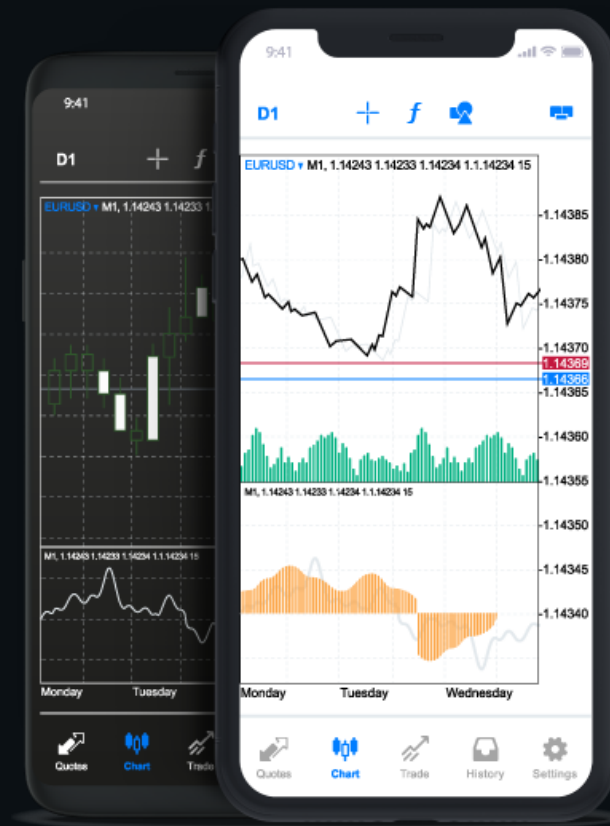 9:41
D1
EURUSD M1, 1.14243 1.14233 1.
M1, 1.14243 1.14233 1.14234 1.1.14234 15
Monday Tuesday
Quotes Chart Trade
9:41
D1
EURUSD M1, 1.14243 1.14233 1.14234 1.1.14234 15
1.14385
1.14380
1.14375
1.14370
1.14369
1.14366
1.14365
1.14360
1.14355
M1, 1.14243 1.14233 1.14234 1.1.14234 15
1.14350
1.14345
1.14340
Monday Tuesday Wednesday
Quotes Chart Trade History Settings